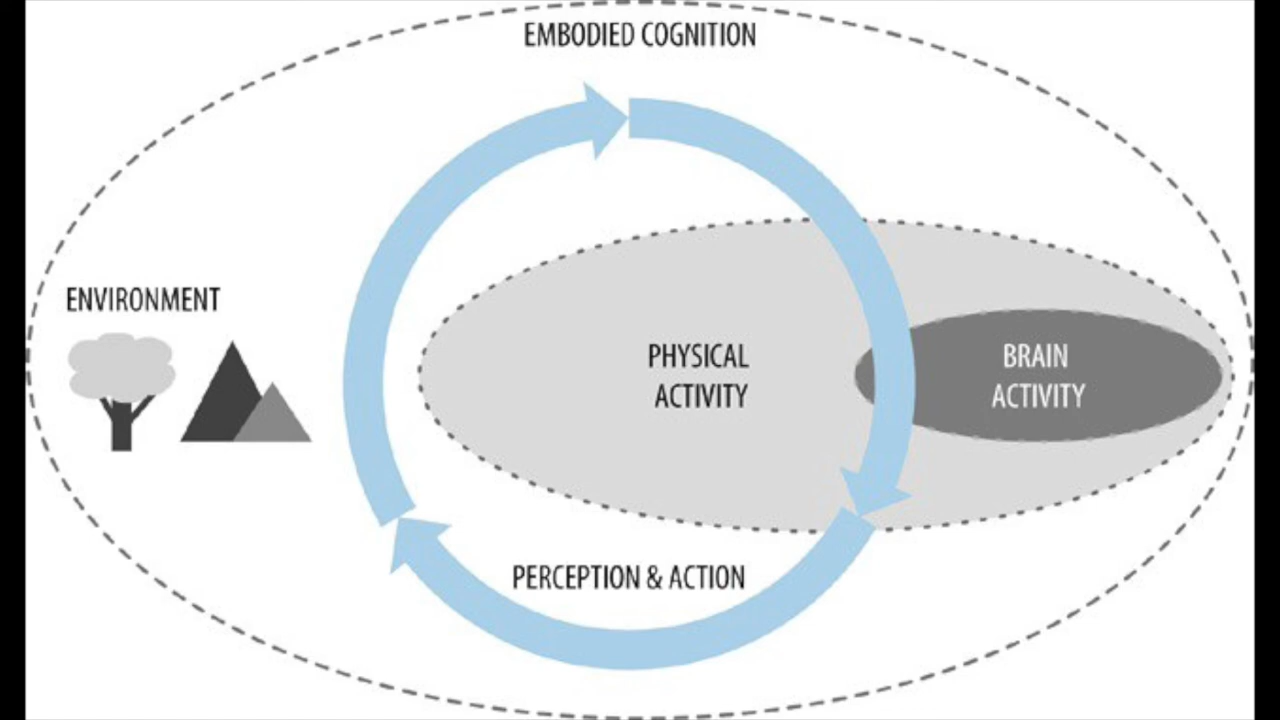 EMBODIED COGNITION
ENVIRONMENT
PHYSICAL
ACTIVITY
BRAIN
ACTIVITY
PERCEPTION & ACTION